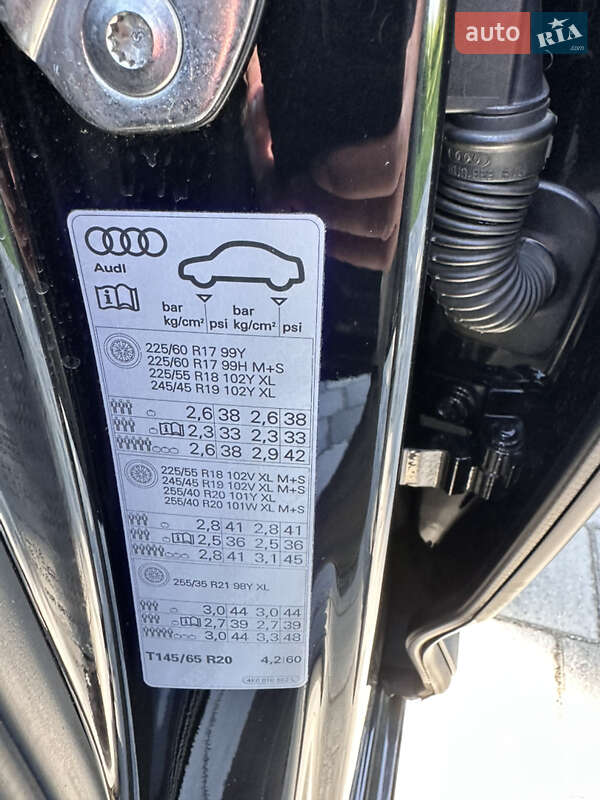 auto RIA .com
Audi
bar bar
kg/cm² psi kg/cm² psi
225/60 R17 99Y
225/60 R17 99H M+S
225/55 R18 102Y XL
245/45 R19 102Y XL
2,6 38 2,6 38
2,3 33 2,3 33
2,6 38 2,9 42
225/55 R18 102V XL M+S
245/45 R19 102V XL M+S
255/40 R20 101Y XL
255/40 R20 101W XL M+S
2,8 41 2,8 41
2,5 36 2,5 36
2,8 41 3,1 45
255/35 R21 98Y XL
3,0 44 3,0 44
2,7 39 2,7 39
3,0 44 3,3 48
T145/65 R20 4,2/60